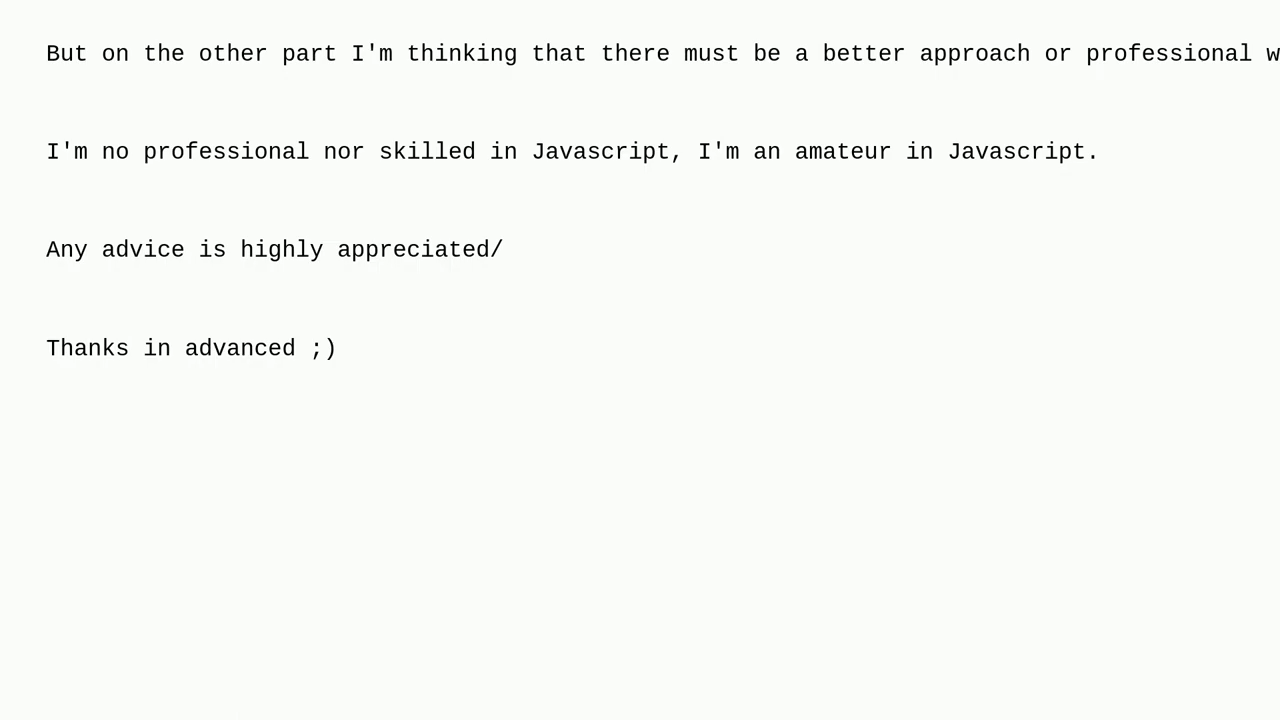 But on the other part I'm thinking that there must be a better approach or professional
I'm no professional nor skilled in Javascript, I'm an amateur in Javascript.
Any advice is highly appreciated/
Thanks in advanced ;)